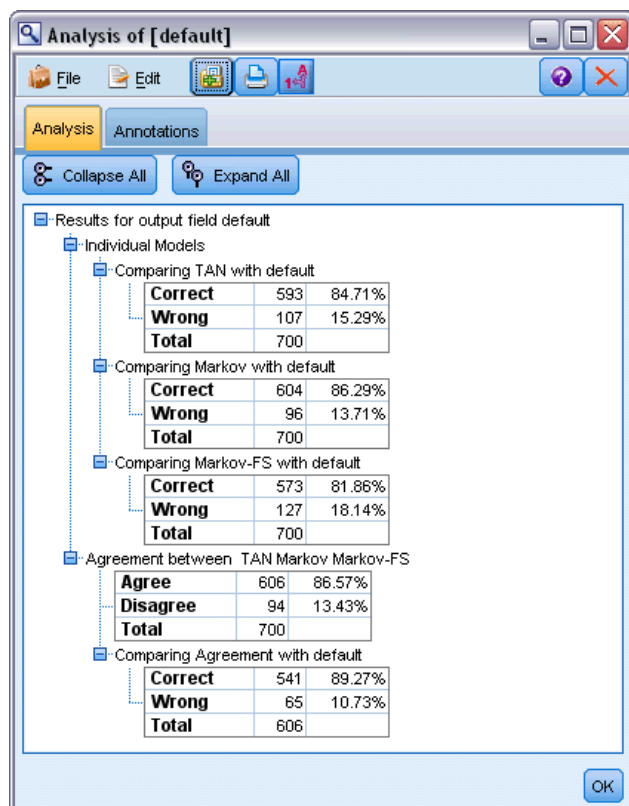 Analysis of [default]
File Edit
Analysis Annotations
Collapse All Expand All
Results for output field default
Individual Models
Comparing TAN with default
Correct 593 84.71%
Wrong 107 15.29%
Total 700
Comparing Markov with default
Correct 604 86.29%
Wrong 96 13.71%
Total 700
Comparing Markov-FS with default
Correct 573 81.86%
Wrong 127 18.14%
Total 700
Agreement between TAN Markov Markov-FS
Agree 606 86.57%
Disagree 94 13.43%
Total 700
Comparing Agreement with default
Correct 541 89.27%
Wrong 65 10.73%
Total 606
OK